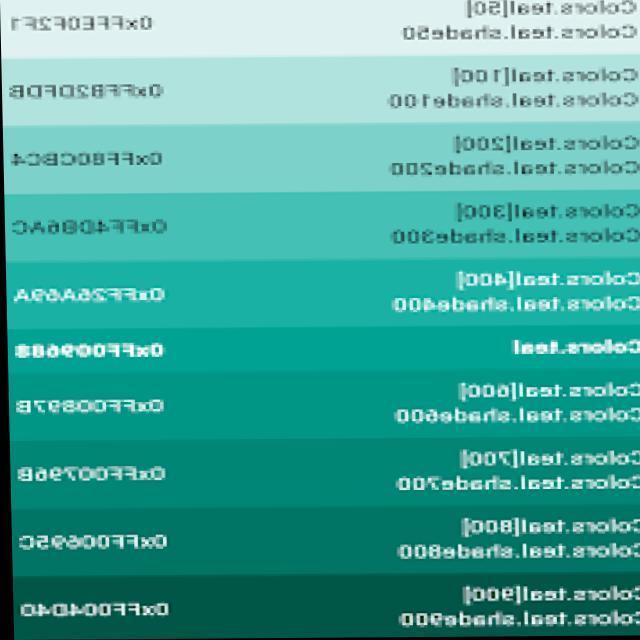 Colors.teal[50]
Colors.teal.shade50
0xFFE0F2F1
Colors.teal[100]
Colors.teal.shade100
0xFFB2DFDB
Colors.teal[200]
Colors.teal.shade200
0xFF80CBC4
Colors.teal[300]
Colors.teal.shade300
0xFF4DB6AC
Colors.teal[400]
Colors.teal.shade400
0xFF26A69A
Colors.teal
0xFF009688
Colors.teal[600]
Colors.teal.shade600
0xFF00897B
Colors.teal[700]
Colors.teal.shade700
0xFF00796B
Colors.teal[800]
Colors.teal.shade800
0xFF00695C
Colors.teal[900]
Colors.teal.shade900
0xFF004D40